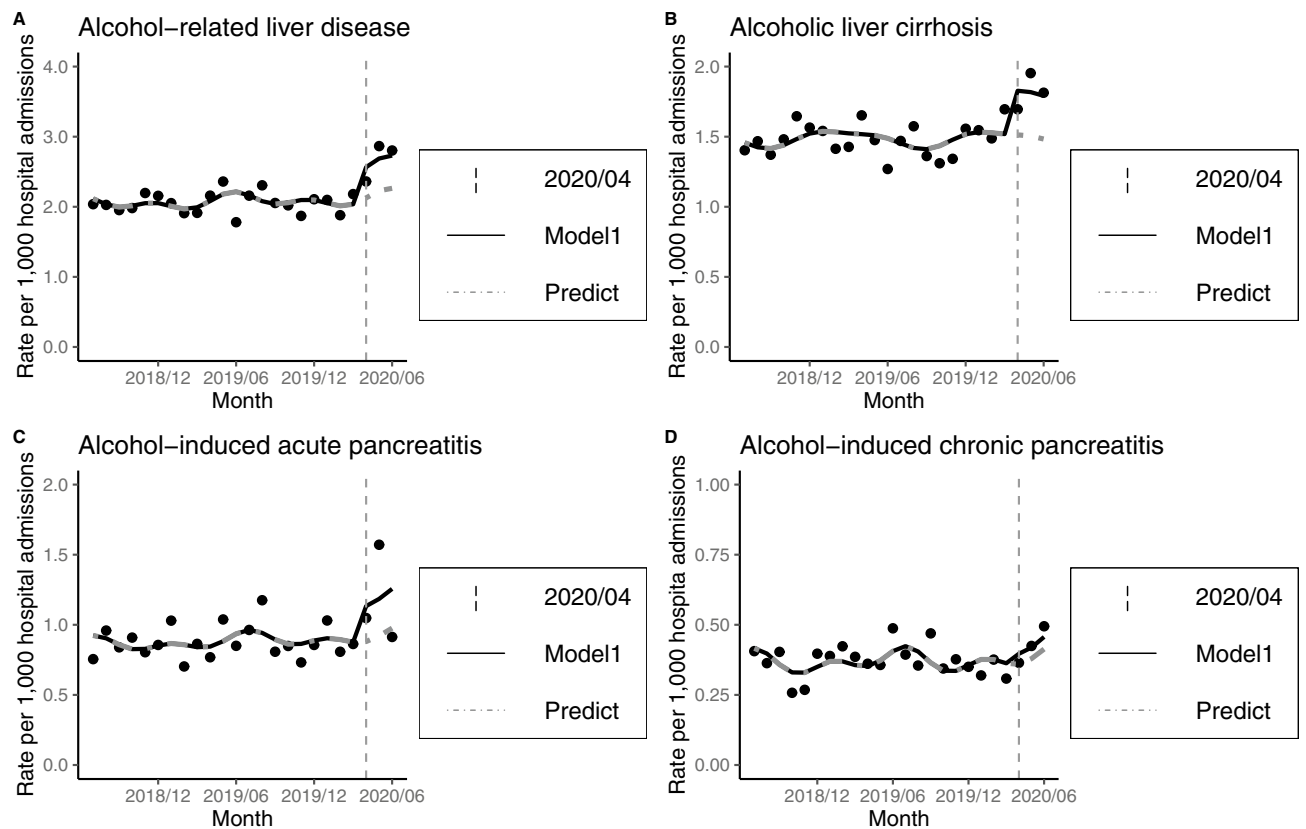 A
Alcohol−related liver disease
Rate per 1,000 hospital admissions
4.0
3.0
2.0
1.0
0.0
2018/12 2019/06 2019/12 2020/06
Month
2020/04
Model1
Predict
B
Alcoholic liver cirrhosis
Rate per 1,000 hospital admissions
2.0
1.5
1.0
0.5
0.0
2018/12 2019/06 2019/12 2020/06
Month
2020/04
Model1
Predict
C
Alcohol−induced acute pancreatitis
Rate per 1,000 hospital admissions
2.0
1.5
1.0
0.5
0.0
2018/12 2019/06 2019/12 2020/06
Month
2020/04
Model1
Predict
D
Alcohol−induced chronic pancreatitis
Rate per 1,000 hospita admissions
1.00
0.75
0.50
0.25
0.00
2018/12 2019/06 2019/12 2020/06
Month
2020/04
Model1
Predict